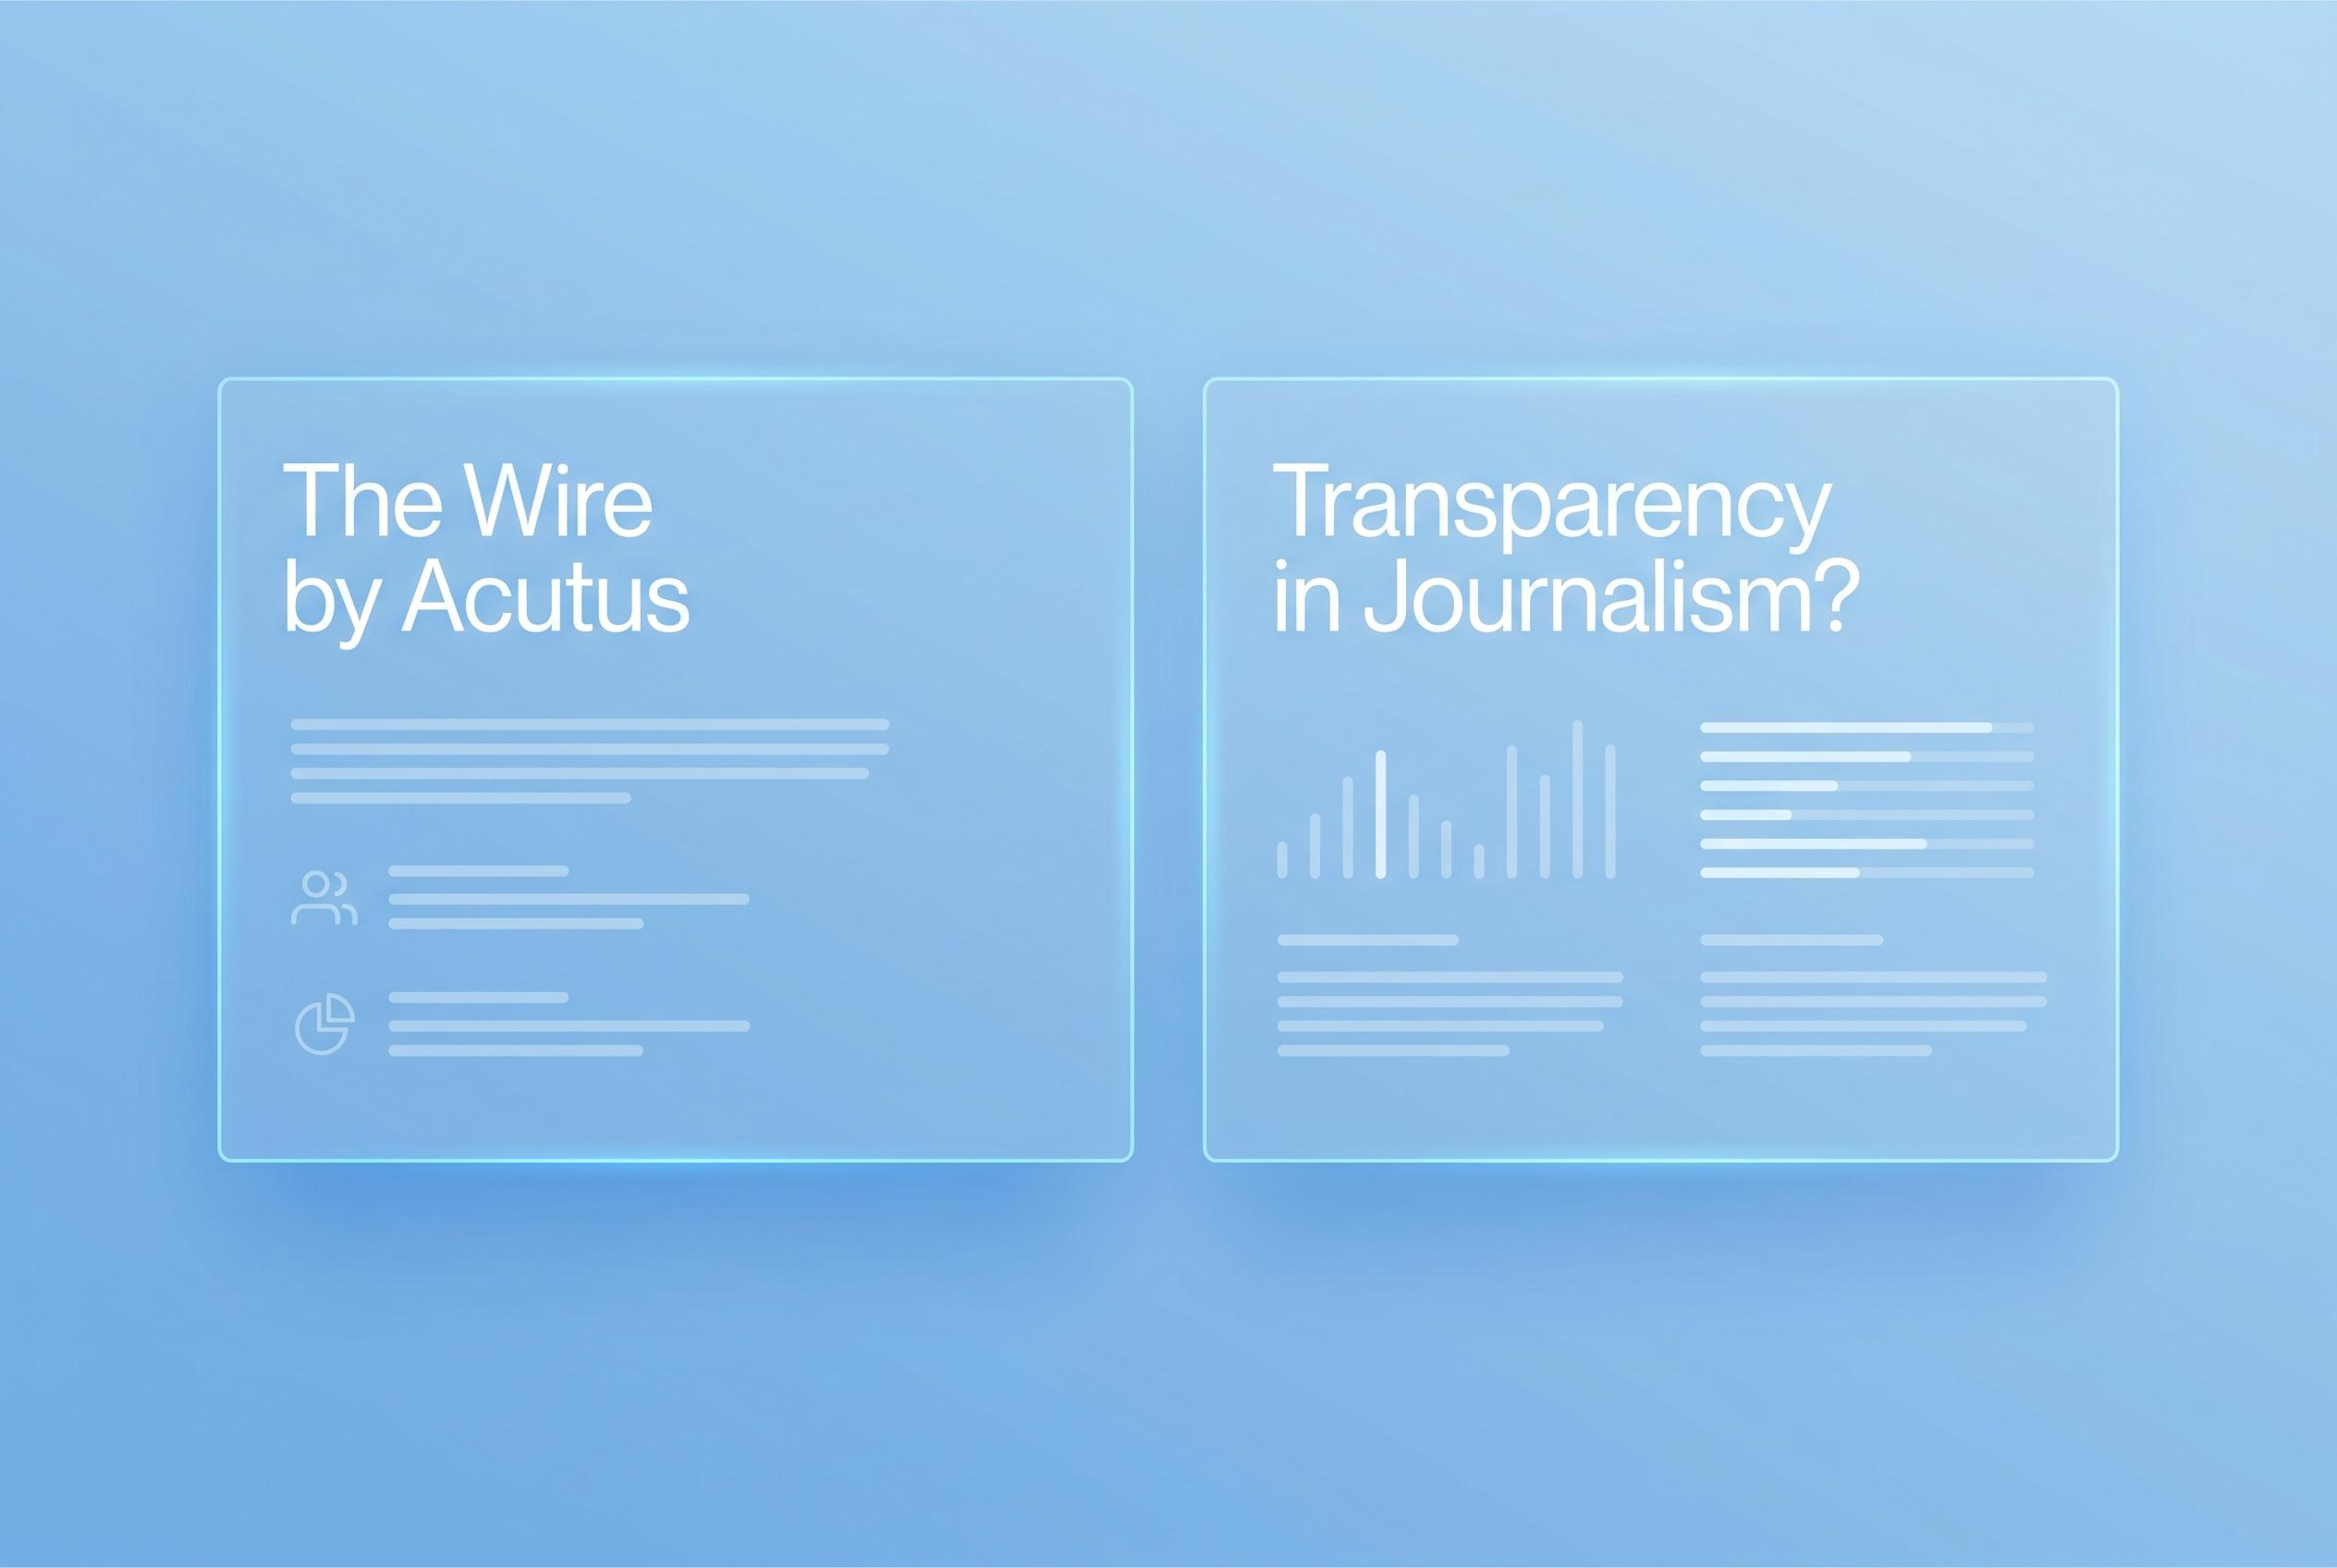 The Wire
by Acutus
Transparency
in Journalism?